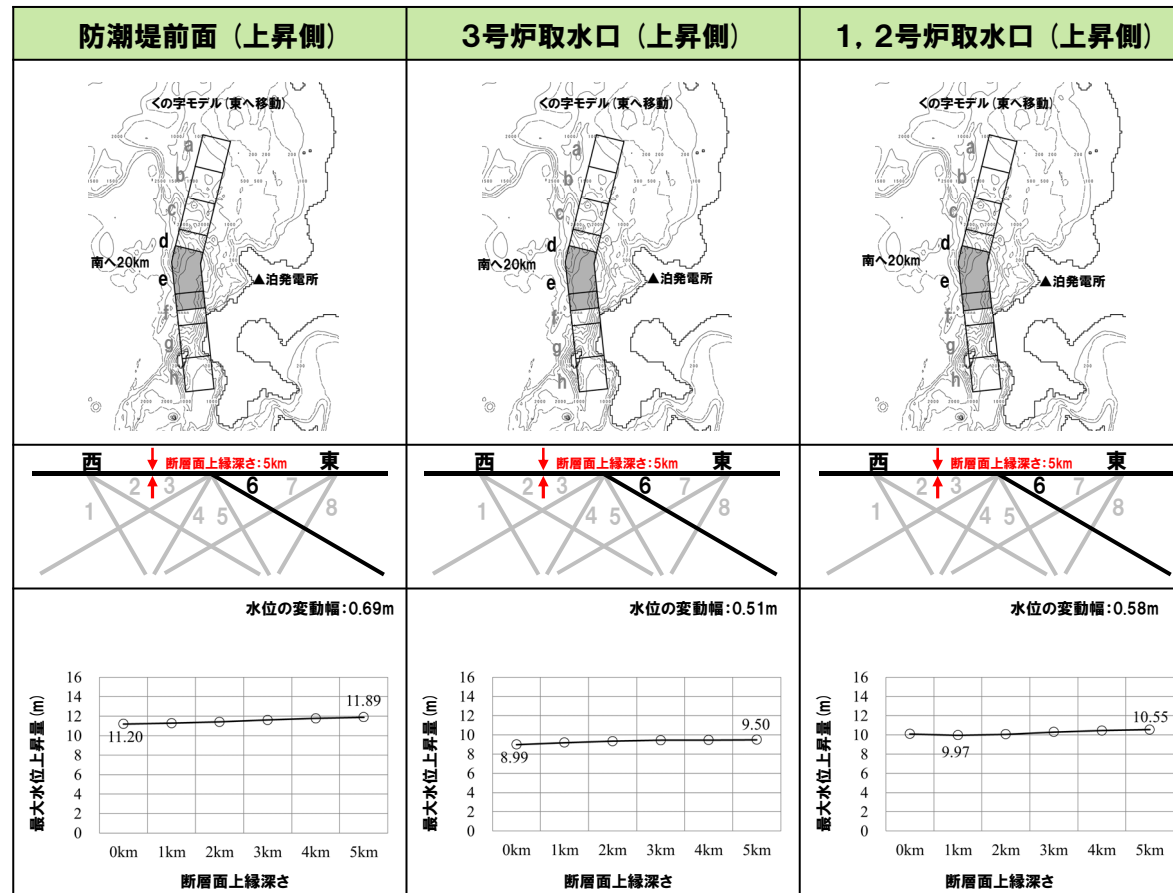 防潮堤前面（上昇側）
3号炉取水口（上昇側）
1，2号炉取水口（上昇側）
くの字モデル（東へ移動）
a
b
c
d
南へ20km
e
▲泊発電所
f
g
h
くの字モデル（東へ移動）
a
b
c
d
南へ20km
e
▲泊発電所
f
g
h
くの字モデル（東へ移動）
a
b
c
d
南へ20km
e
▲泊発電所
f
g
h
西 断層面上縁深さ：5km 東
1 2 3 4 5 6 7 8
西 断層面上縁深さ：5km 東
1 2 3 4 5 6 7 8
西 断層面上縁深さ：5km 東
1 2 3 4 5 6 7 8
水位の変動幅：0.69m
最大水位上昇量(m)
16
14
12
10
8
6
4
2
0
11.20
11.89
0km 1km 2km 3km 4km 5km
断層面上縁深さ
水位の変動幅：0.51m
最大水位上昇量(m)
16
14
12
10
8
6
4
2
0
8.99
9.50
0km 1km 2km 3km 4km 5km
断層面上縁深さ
水位の変動幅：0.58m
最大水位上昇量(m)
16
14
12
10
8
6
4
2
0
9.97
10.55
0km 1km 2km 3km 4km 5km
断層面上縁深さ